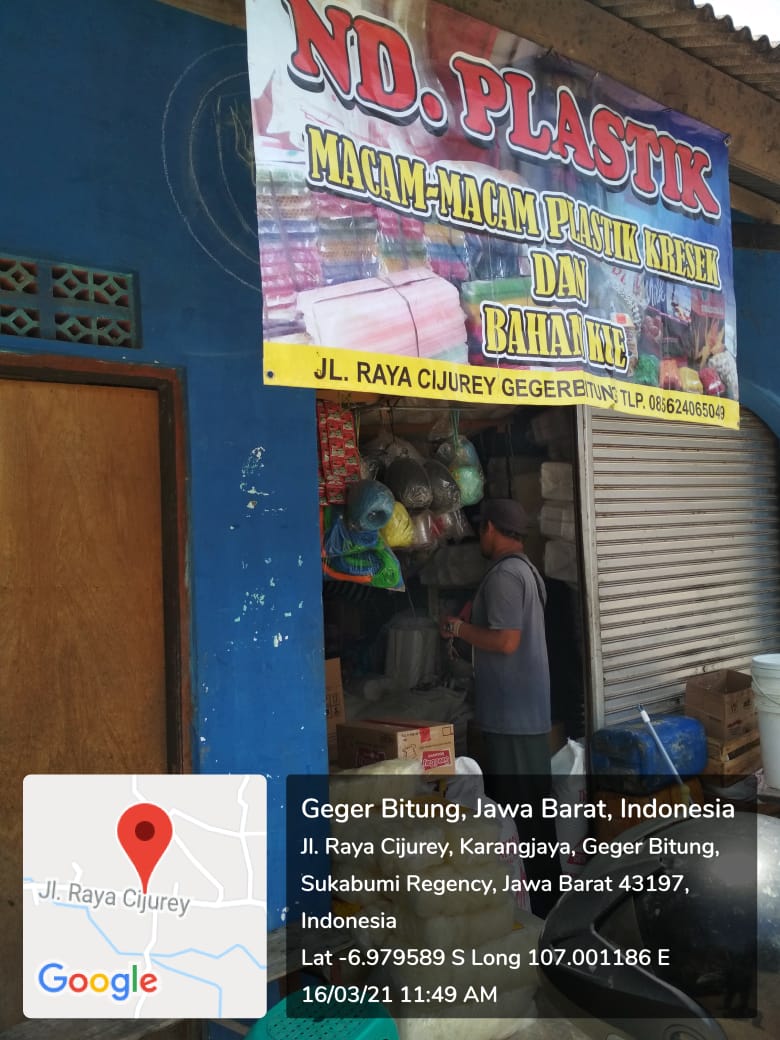 ND. PLASTIK
MACAM-MACAM PLASTIK KRESEK
DAN
BAHAN KUE
JL. RAYA CIJUREY GEGERBITUNG TLP. 085624065049
Jl. Raya Cijurey
Google
Geger Bitung, Jawa Barat, Indonesia
Jl. Raya Cijurey, Karangjaya, Geger Bitung,
Sukabumi Regency, Jawa Barat 43197,
Indonesia
Lat -6.979589 S Long 107.001186 E
16/03/21 11:49 AM